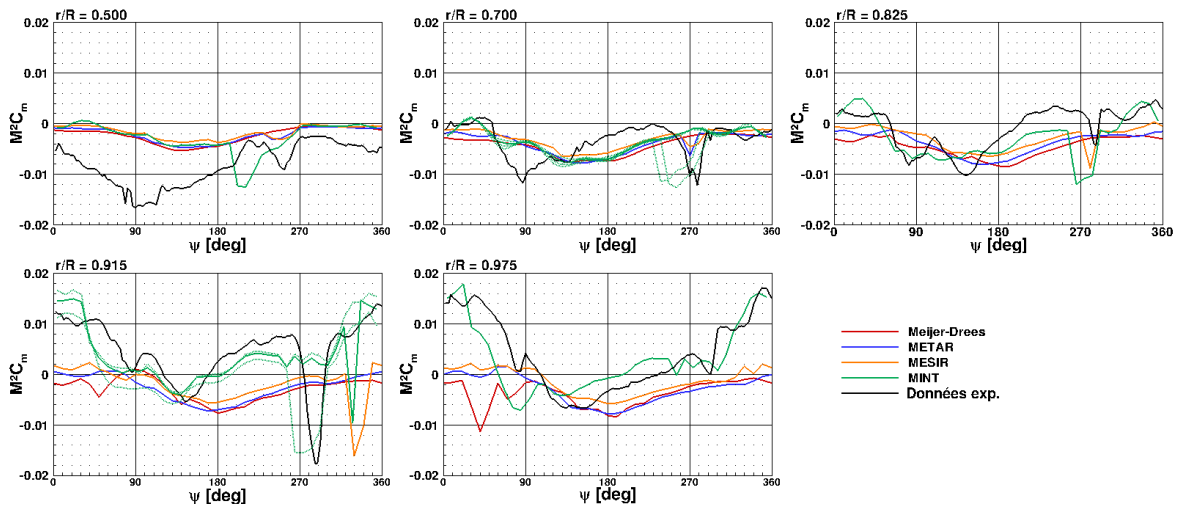 r/R = 0.500
0.02
0.01
0
-0.01
-0.02
M²Cm
0 90 180 270 360
ψ [deg]
r/R = 0.700
0.02
0.01
0
-0.01
-0.02
M²Cm
0 90 180 270 360
ψ [deg]
r/R = 0.825
0.02
0.01
0
-0.01
-0.02
M²Cm
0 90 180 270 360
ψ [deg]
r/R = 0.915
0.02
0.01
0
-0.01
-0.02
M²Cm
0 90 180 270 360
ψ [deg]
r/R = 0.975
0.02
0.01
0
-0.01
-0.02
M²Cm
0 90 180 270 360
ψ [deg]
Meijer-Drees
METAR
MESIR
MINT
Données exp.